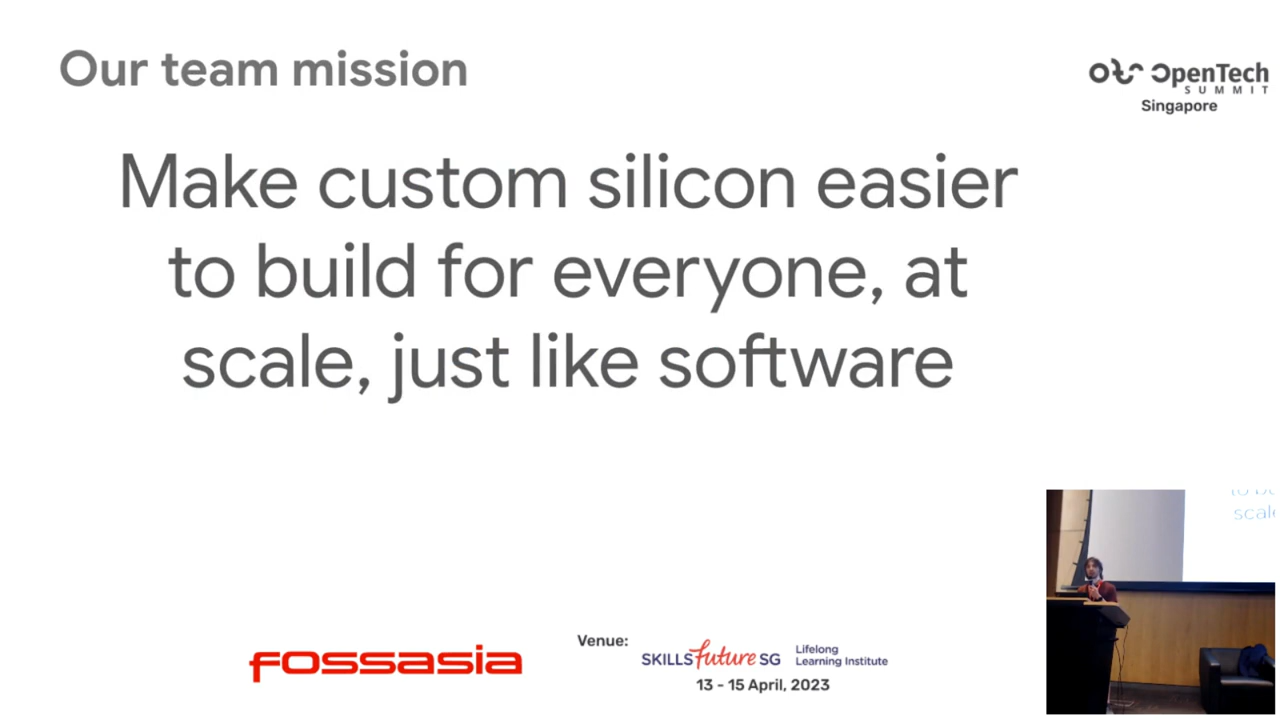 Our team mission
OpenTech
SUMMIT
Singapore
Make custom silicon easier
to build for everyone, at
scale, just like software
scale
fossasia
Venue:
SKILLSfuture SG
Lifelong
Learning Institute
13 - 15 April, 2023